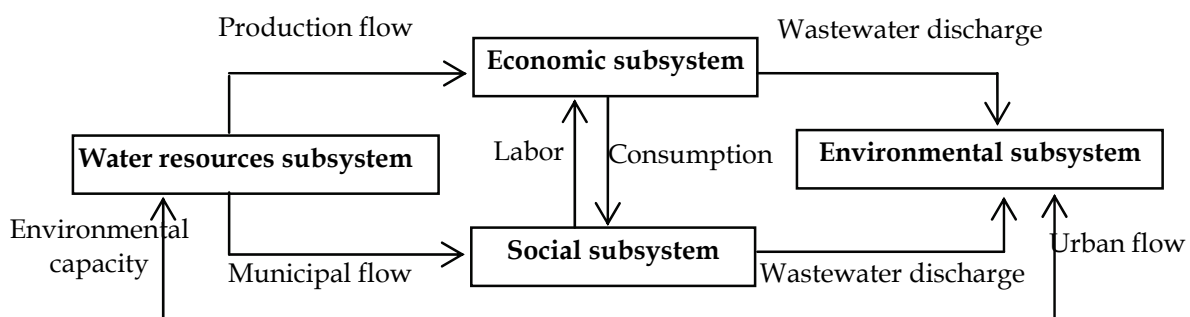 Production flow
Wastewater discharge
Economic subsystem
Water resources subsystem
Labor
Consumption
Environmental subsystem
Environmental
capacity
Municipal flow
Social subsystem
Wastewater discharge
Urban flow